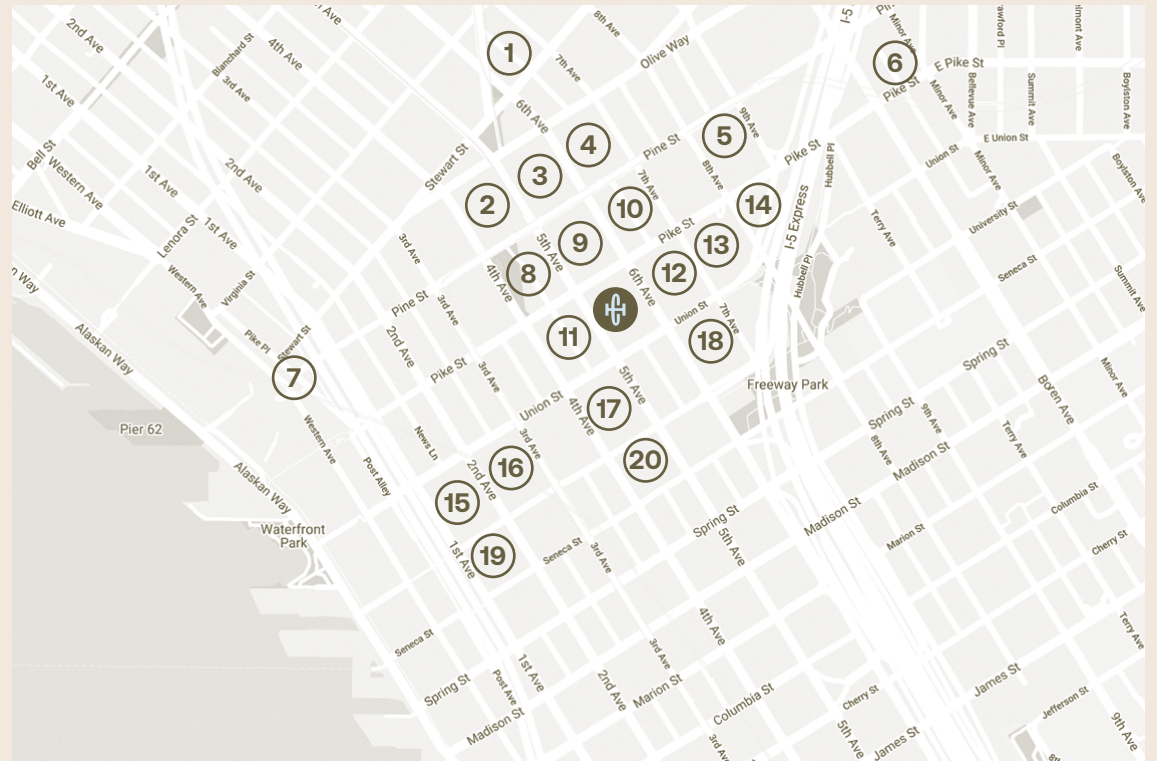 Ave
8th Ave
I-5
Pi
Minor Ave
awford Pl
lmont Ave
2nd Ave
Blanchard St
4th Ave
1
7th Ave
Olive Way
6
E Pike St
Pike St
1st Ave
3rd Ave
6th Ave
Minor Ave
Bellevue Ave
Summit Ave
Boylston Ave
5
9th Ave
4
Pine St
E Union St
Bell St
Western Ave
1st Ave
2nd Ave
Stewart St
3
7th Ave
8th Ave
Pike St
Hubbell Pl
Union St
Minor Ave
Boylston Ave
2
10
14
Elliott Ave
Lenora St
1st Ave
3rd Ave
5th Ave
9
Pike St
13
I-5 Express
Terry Ave
University St
n Way
Western Ave
Virginia St
4th Ave
8
6th Ave
12
Hubbell Pl
Seneca St
Summit Ave
Pine St
3rd Ave
Union St
7th Ave
Alaskan Way
Pike Pl
Stewart St
2nd Ave
11
18
7
Pike St
3rd Ave
5th Ave
Freeway Park
Spring St
Minor Ave
Boren Ave
Pier 62
Western Ave
News Ln
Union St
4th Ave
17
Spring St
9th Ave
3rd Ave
8th Ave
Terry Ave
Alaskan Way
Post Alley
2nd Ave
16
20
Madison St
15
Columbia St
Waterfront
Park
1st Ave
19
Seneca St
3rd Ave
Spring St
5th Ave
Madison St
Marion St
Cherry St
Seneca St
4th Ave
3rd Ave
Terry Ave
Spring St
Post Ave
1st Ave
2nd Ave
Marion St
Columbia St
Cherry St
James St
Jefferson St
Madison St
3rd Ave
5th Ave
James St
9th Ave
8t